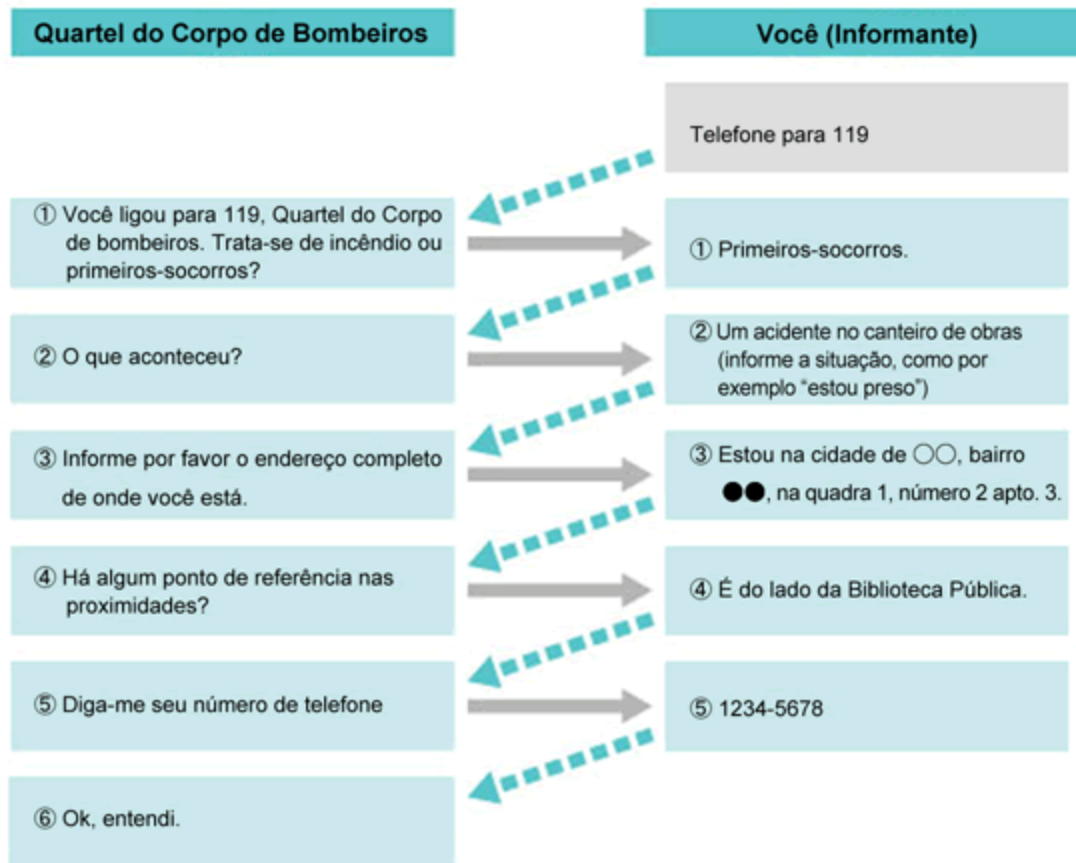 Quartel do Corpo de Bombeiros
Você (Informante)
Telefone para 119
① Você ligou para 119, Quartel do Corpo
de bombeiros. Trata-se de incêndio ou
primeiros-socorros?
① Primeiros-socorros.
② O que aconteceu?
② Um acidente no canteiro de obras
(informe a situação, como por
exemplo “estou preso”)
③ Informe por favor o endereço completo
de onde você está.
③ Estou na cidade de ○○, bairro
●●, na quadra 1, número 2 apto. 3.
④ Há algum ponto de referência nas
proximidades?
④ É do lado da Biblioteca Pública.
⑤ Diga-me seu número de telefone
⑤ 1234-5678
⑥ Ok, entendi.